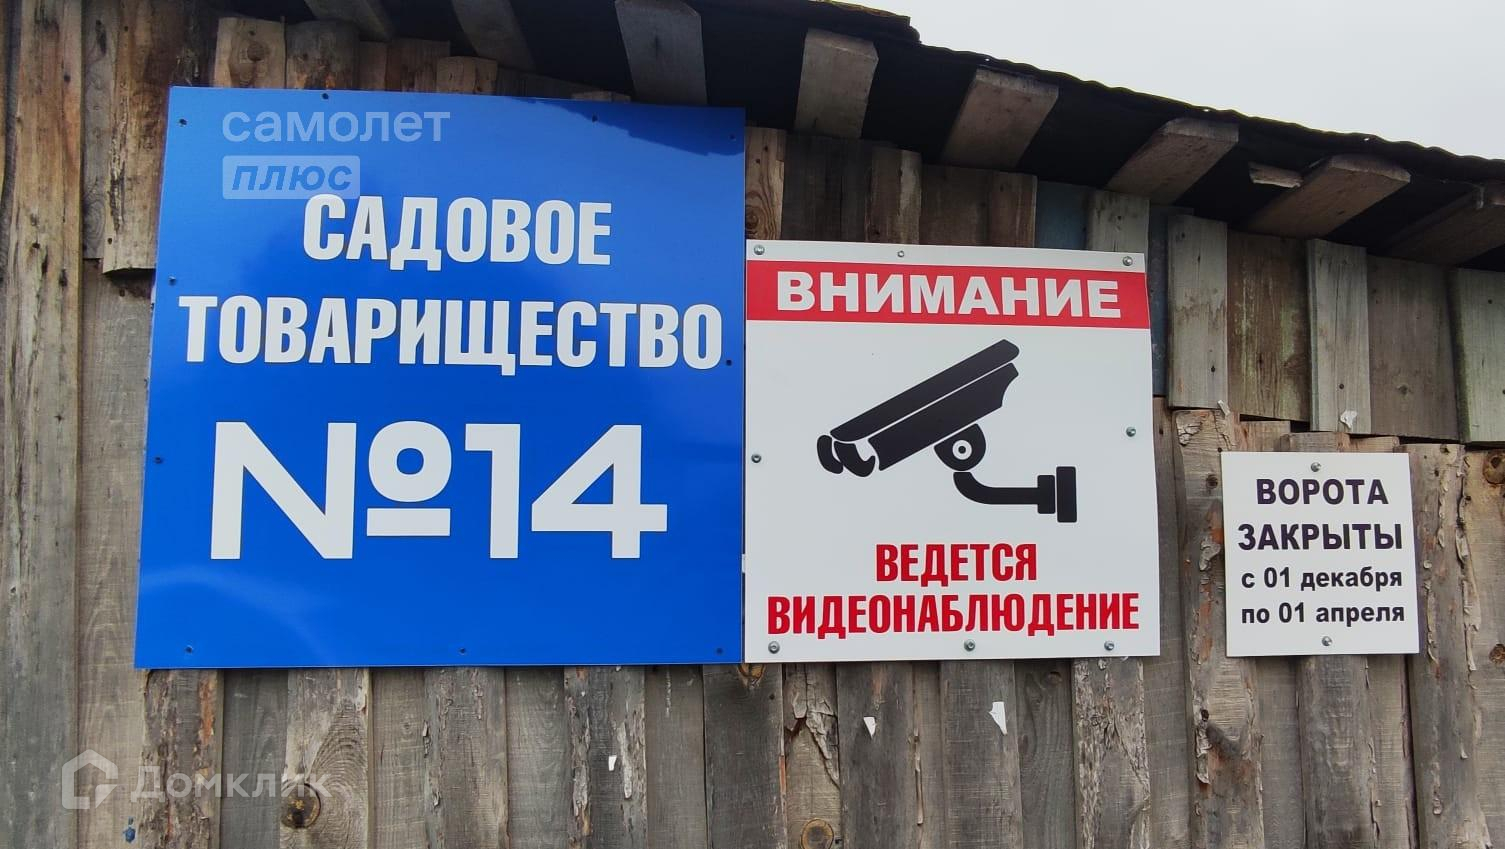 самолет
плюс
САДОВОЕ
ТОВАРИЩЕСТВО
№14
ВНИМАНИЕ
ВЕДЕТСЯ
ВИДЕОНАБЛЮДЕНИЕ
ВОРОТА
ЗАКРЫТЫ
с 01 декабря
по 01 апреля
Домклик